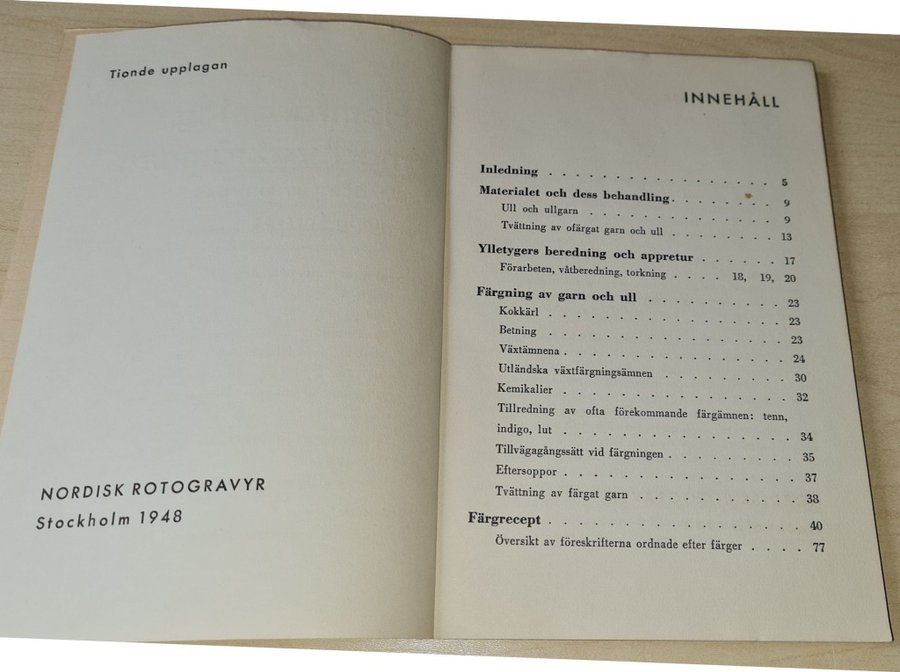 Tionde upplagan
NORDISK ROTOGRAVYR
Stockholm 1948
INNEHÅLL
Inledning . . . . . . . . . . . . . . . . 5
Materialet och dess behandling . . . . . . . 9
Ull och ullgarn . . . . . . . . . . . . . 9
Tvättning av ofärgat garn och ull . . . . . . . . 13
Ylletygers beredning och appretur . . . . . . 17
Förarbeten, våtberedning, torkning . . . . 18, 19, 20
Färgning av garn och ull . . . . . . . . . 23
Kokkärl . . . . . . . . . . . . . . . 23
Betning . . . . . . . . . . . . . . . 23
Växtämnena . . . . . . . . . . . . . . 24
Utländska växtfärgningsämnen . . . . . . . . 30
Kemikalier . . . . . . . . . . . . . . 32
Tillredning av ofta förekommande färgämnen: tenn,
indigo, lut . . . . . . . . . . . . . . 34
Tillvägagångssätt vid färgningen . . . . . . . . 35
Eftersoppor . . . . . . . . . . . . . . 37
Tvättning av färgat garn . . . . . . . . . . 38
Färgrecept . . . . . . . . . . . . . . . . 40
Översikt av föreskrifterna ordnade efter färger . . . . 77